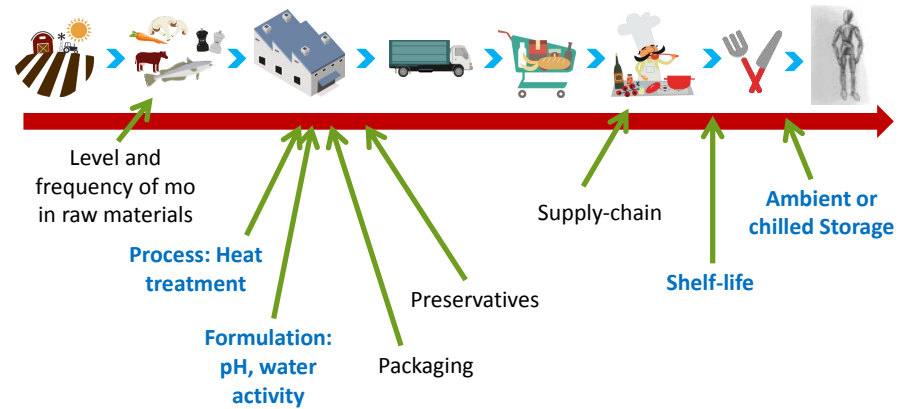 Level and
frequency of mo
in raw materials
Process: Heat
treatment
Formulation:
pH, water
activity
Packaging
Preservatives
Supply-chain
Shelf-life
Ambient or
chilled Storage